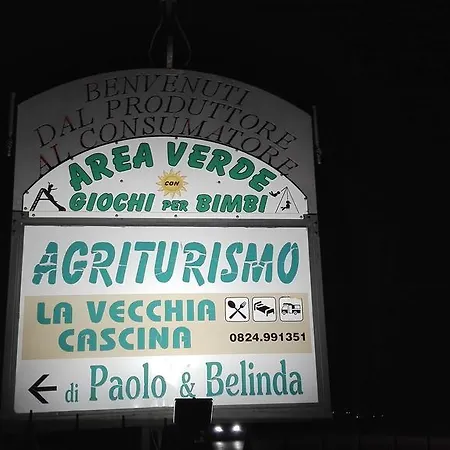 BENVENUTI
DAL PRODUTTORE
AL CONSUMATORE
AREA VERDE
CON
GIOCHI PER BIMBI
AGRITURISMO
LA VECCHIA
CASCINA
0824.991351
di Paolo & Belinda